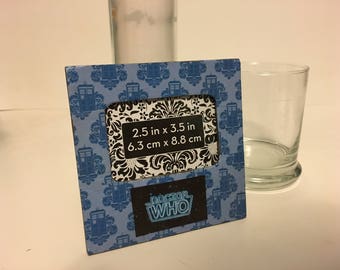 2.5 in x 3.5 in
6.3 cm x 8.8 cm
DOCTOR
WHO